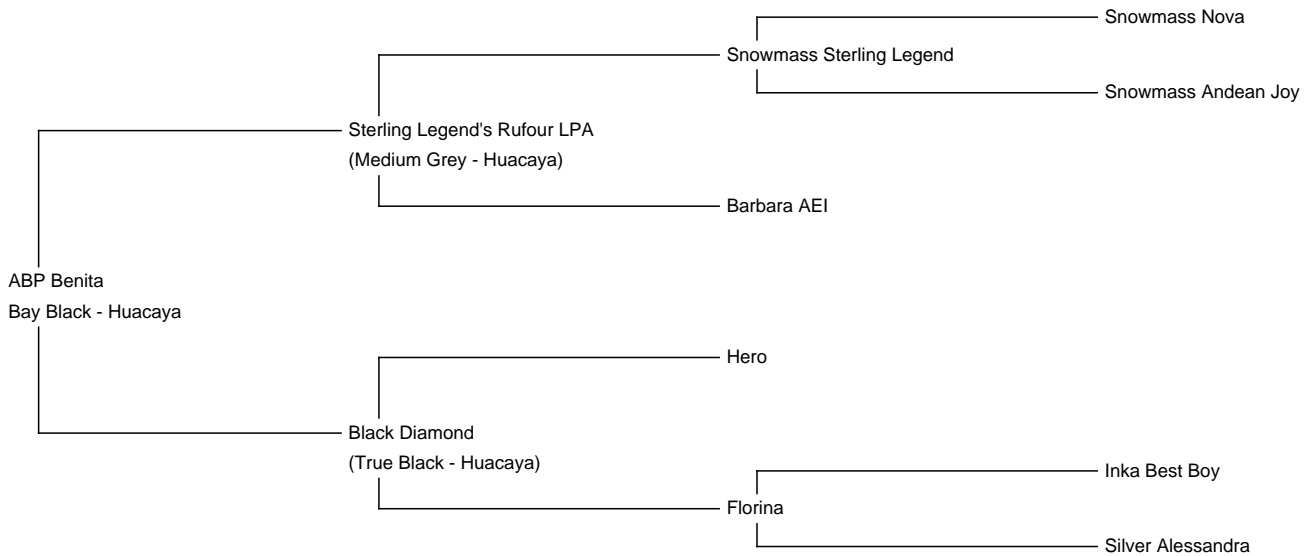 Snowmass Nova
Snowmass Sterling Legend
Snowmass Andean Joy
Sterling Legend's Rufour LPA
(Medium Grey - Huacaya)
Barbara AEI
ABP Benita
Bay Black - Huacaya
Hero
Black Diamond
(True Black - Huacaya)
Inka Best Boy
Florina
Silver Alessandra